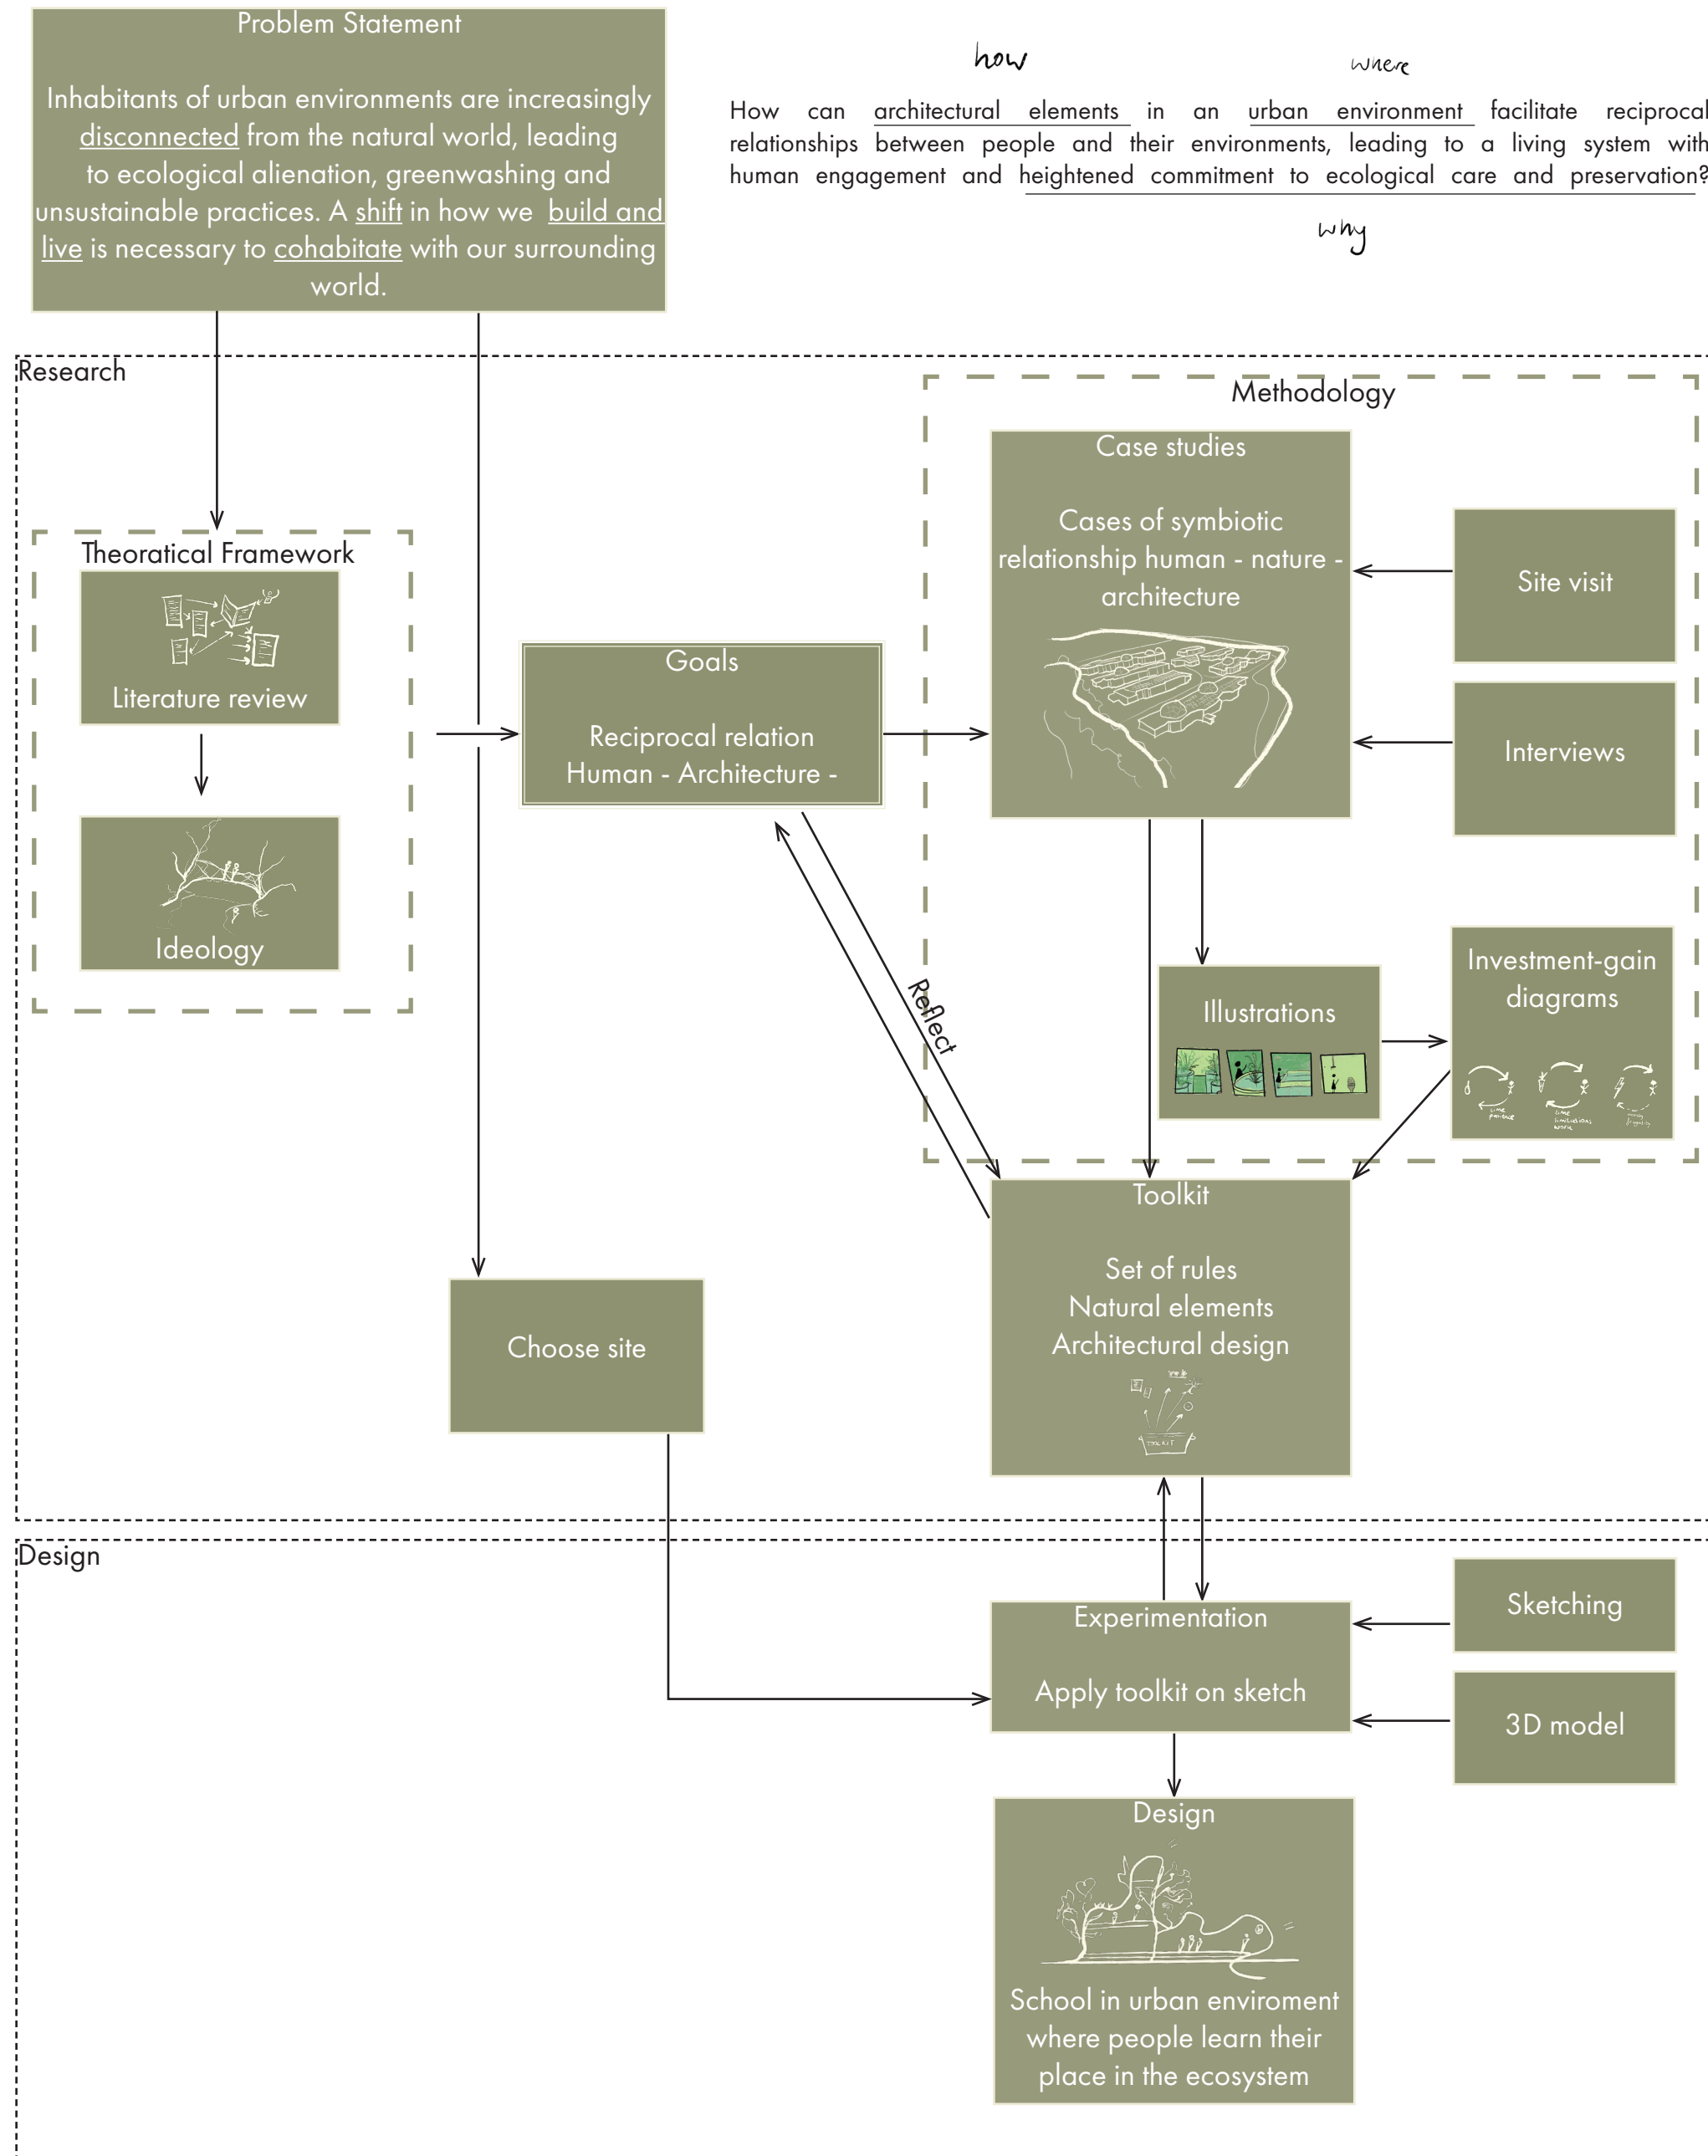 Problem Statement
Inhabitants of urban environments are increasingly
disconnected from the natural world, leading
to ecological alienation, greenwashing and
unsustainable practices. A shift in how we build and
live is necessary to cohabitate with our surrounding
world.
how
where
How can architectural elements in an urban environment facilitate reciprocal
relationships between people and their environments, leading to a living system with
human engagement and heightened commitment to ecological care and preservation?
why
Research
Theoratical Framework
Literature review
Ideology
Goals
Reciprocal relation
Human - Architecture -
Methodology
Case studies
Cases of symbiotic
relationship human - nature -
architecture
Site visit
Interviews
Illustrations
Investment-gain
diagrams
time
patience
time
limitations
work
Reflect
Choose site
Toolkit
Set of rules
Natural elements
Architectural design
TOOLKIT
Design
Experimentation
Apply toolkit on sketch
Sketching
3D model
Design
School in urban enviroment
where people learn their
place in the ecosystem